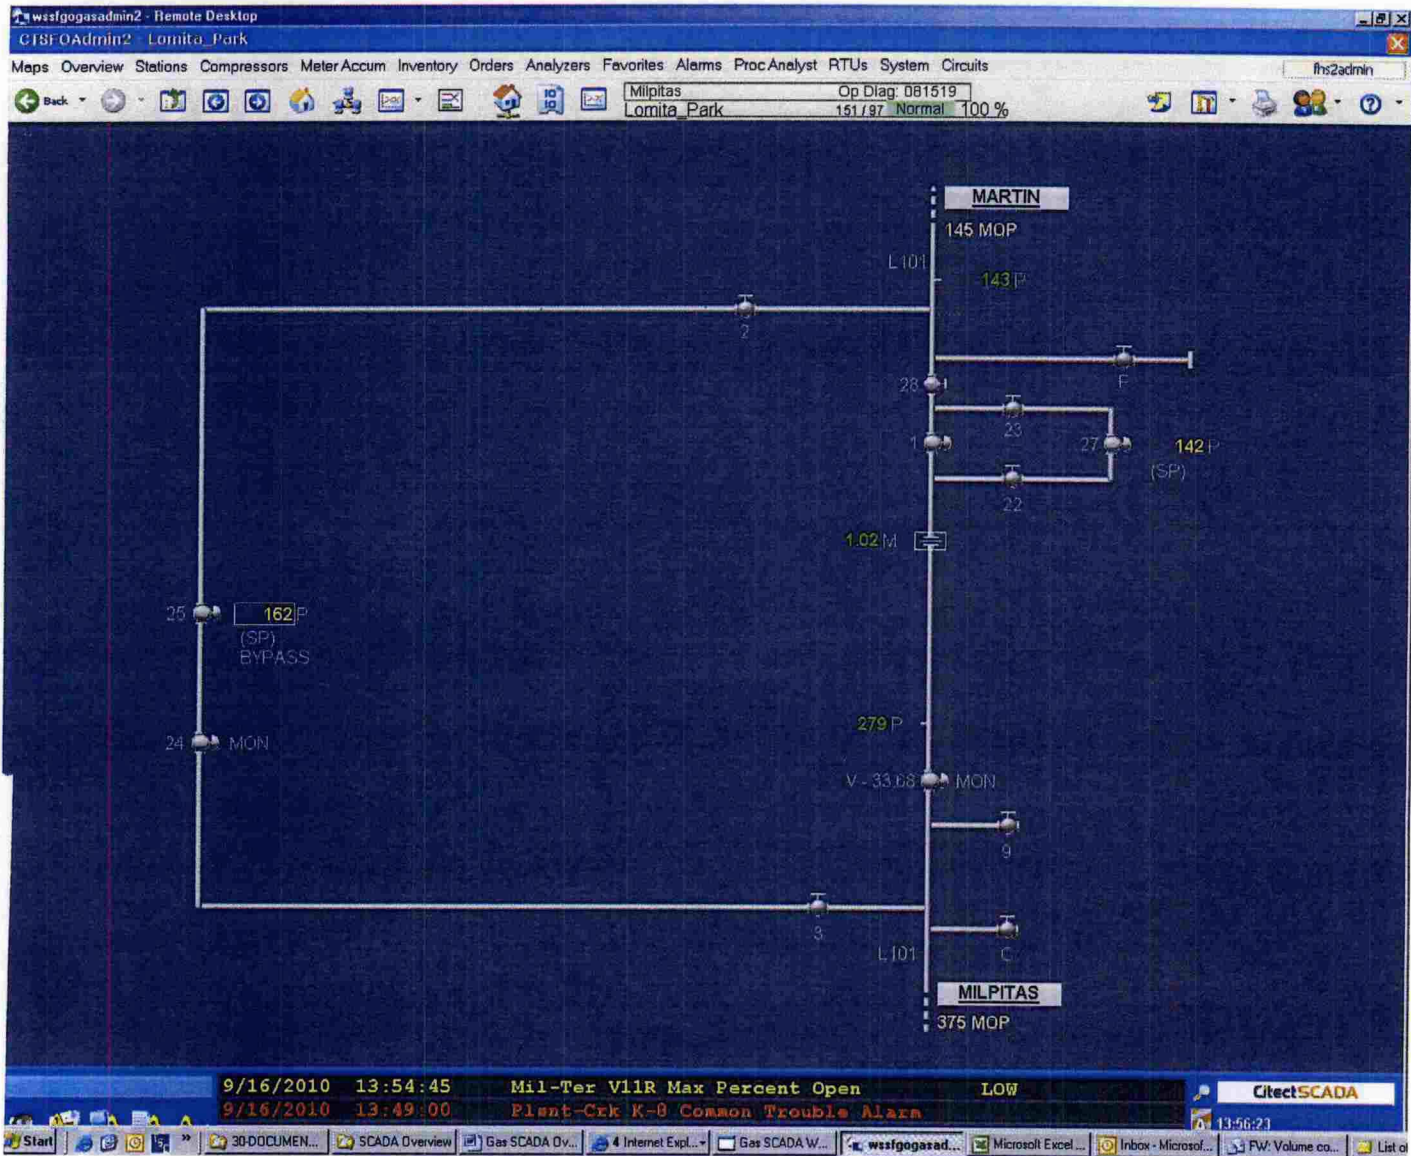 wssfgogasadmin2 - Remote Desktop
CTSFOAdmin2 - Lomita_Park
Maps Overview Stations Compressors Meter Accum Inventory Orders Analyzers Favorites Alarms Proc Analyst RTUs System Circuits
fhs2admin
Back
Milpitas Op Diag: 081519
Lomita_Park 151 / 97 Normal 100 %
MARTIN
145 MOP
L101
143 P
2
F
28
23
1
27
142 P
(SP)
22
1.02 M
25
162 P
(SP)
BYPASS
279 P
24
MON
V - 33.08
MON
9
3
L101
C
MILPITAS
375 MOP
9/16/2010 13:54:45 Mil-Ter V11R Max Percent Open LOW
CitectSCADA
9/16/2010 13:49:00 Plsnt-Crk K-8 Common Trouble Alarm
13:56:23
Start
30-DOCUMEN...
SCADA Overview
Gas SCADA Ov...
4 Internet Expl...
Gas SCADA W...
wssfgogasad...
Microsoft Excel ...
Inbox - Microsof...
FW: Volume co...
List o